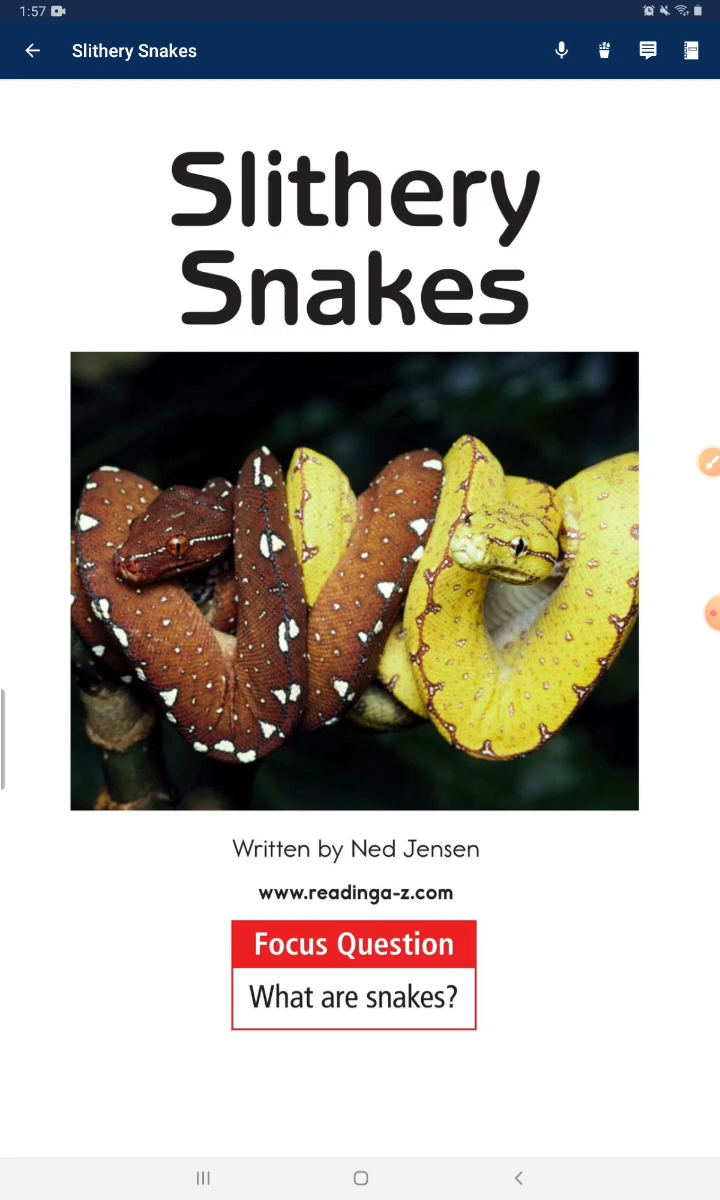 1:57
Slithery Snakes
Slithery
Snakes
Written by Ned Jensen
www.readinga-z.com
Focus Question
What are snakes?